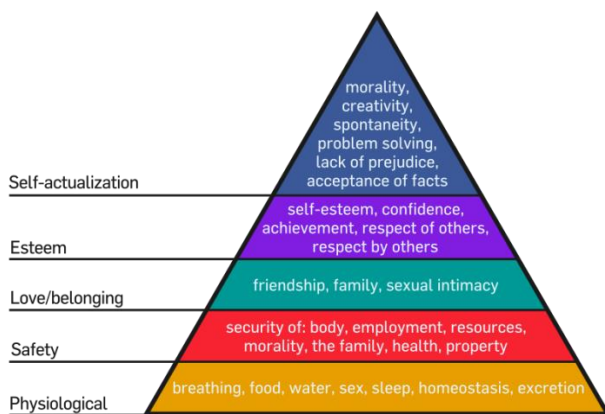 morality,
creativity,
spontaneity,
problem solving,
lack of prejudice,
acceptance of facts
Self-actualization
self-esteem, confidence,
achievement, respect of others,
respect by others
Esteem
friendship, family, sexual intimacy
Love/belonging
security of: body, employment, resources,
morality, the family, health, property
Safety
breathing, food, water, sex, sleep, homeostasis, excretion
Physiological